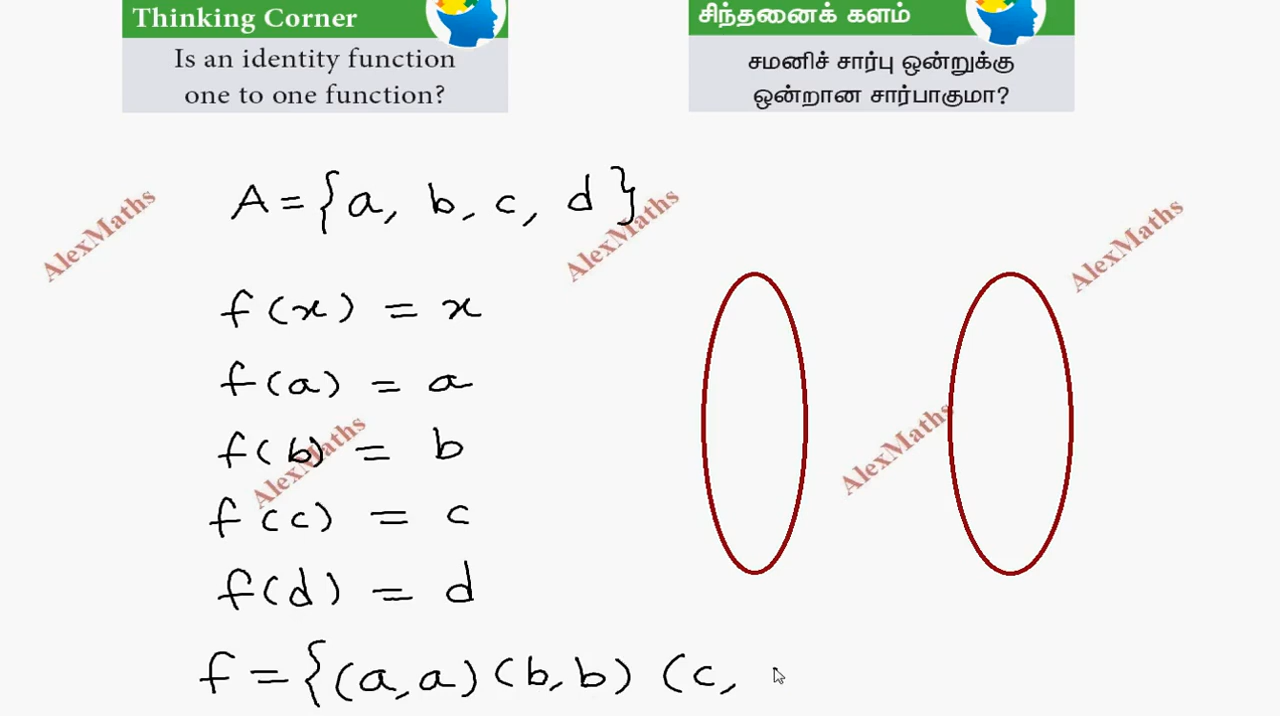 Thinking Corner
Is an identity function
one to one function?
சிந்தனைக் களம்
சமனிச் சார்பு ஒன்றுக்கு
ஒன்றான சார்பாகுமா?
A = {a, b, c, d}
f(x) = x
f(a) = a
f(b) = b
f(c) = c
f(d) = d
f = {(a,a) (b,b) (c,
AlexMaths
AlexMaths
AlexMaths
AlexMaths
AlexMaths